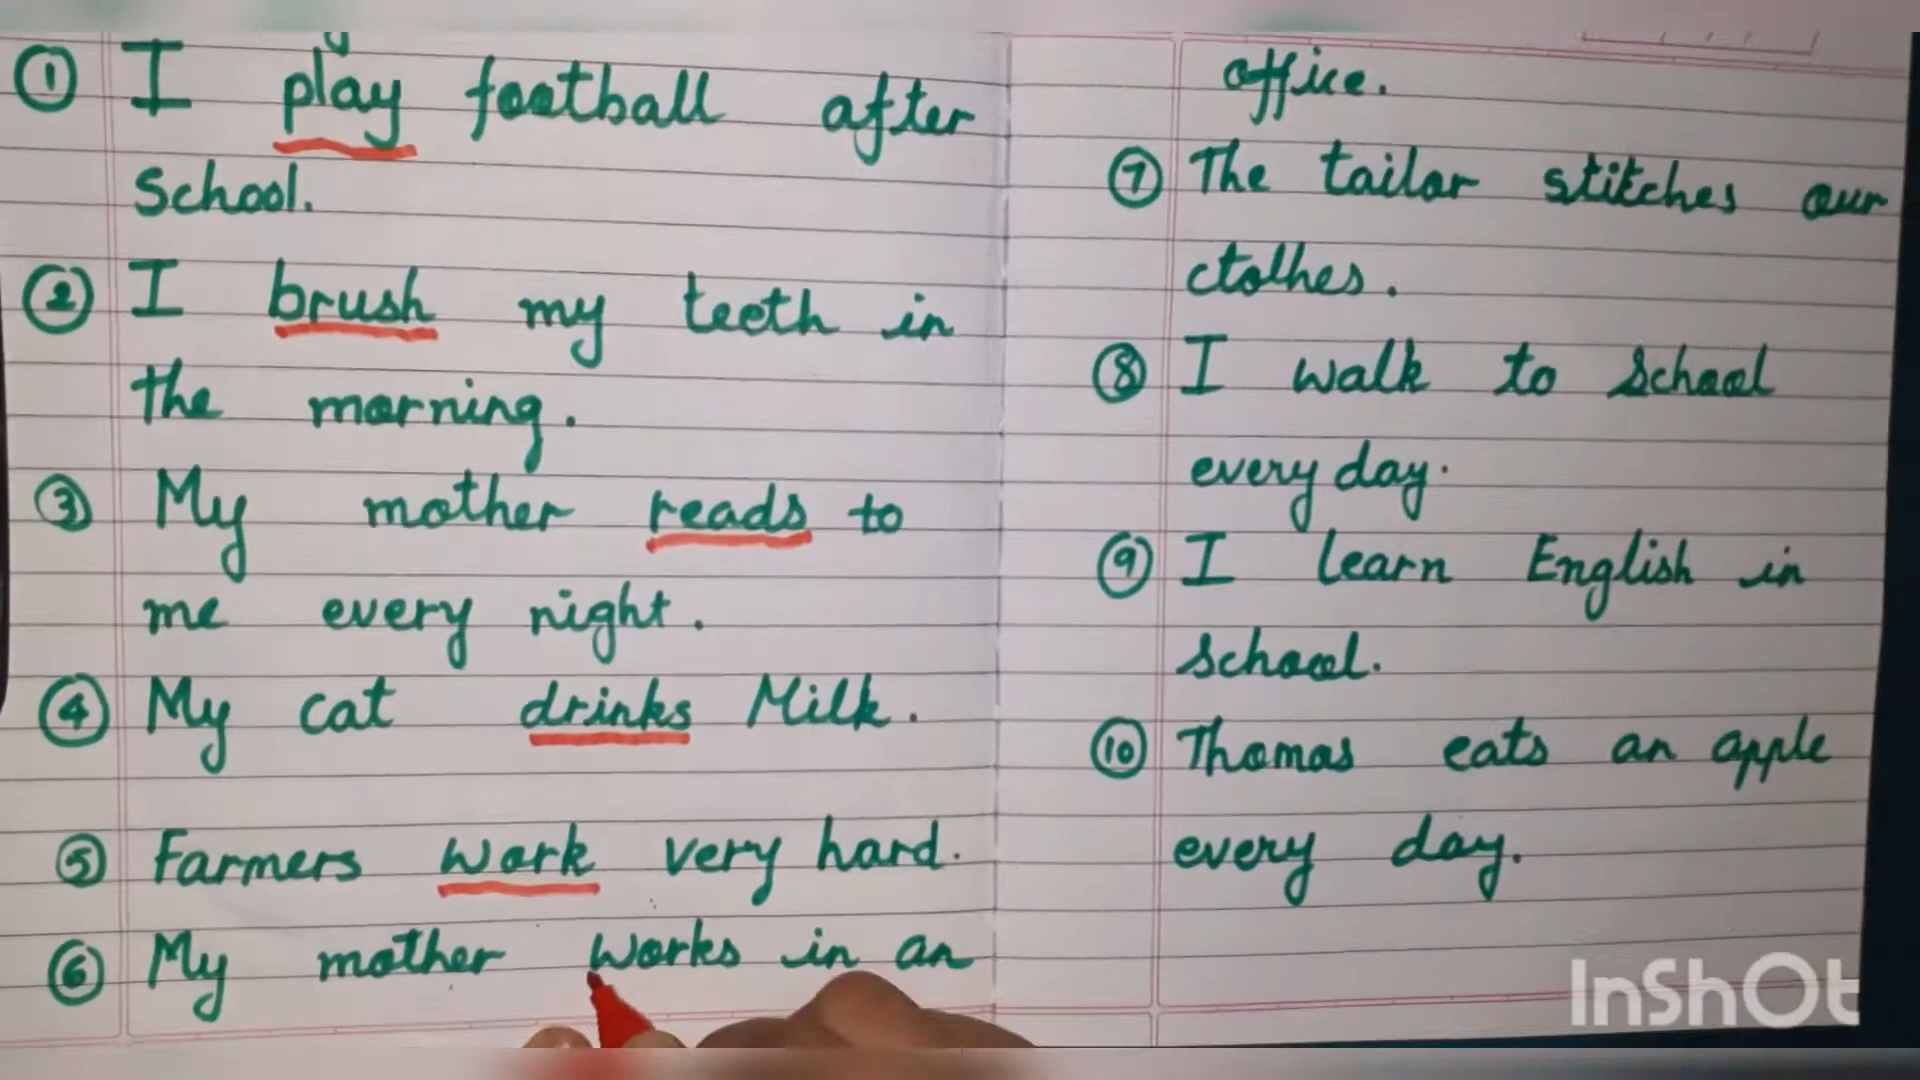 ① I play football after
School.
② I brush my teeth in
the morning.
③ My mother reads to
me every night.
④ My cat drinks Milk.
⑤ Farmers work very hard.
⑥ My mother works in an
office.
⑦ The tailor stitches our
clothes.
⑧ I walk to School
every day.
⑨ I learn English in
school.
⑩ Thomas eats an apple
every day.
InShOt